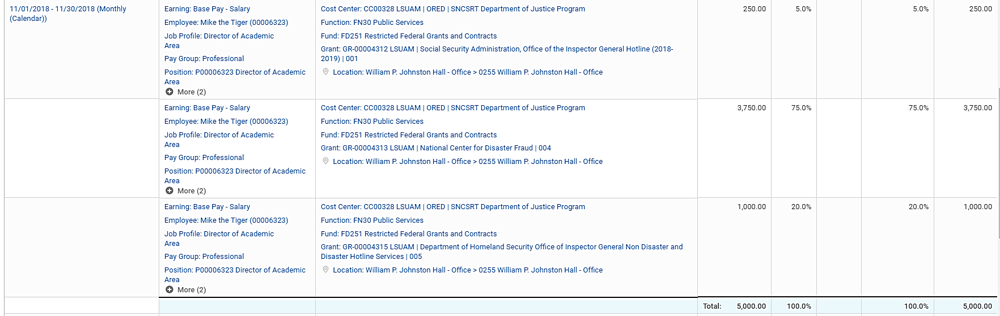 11/01/2018 - 11/30/2018 (Monthly
(Calendar))
Earning: Base Pay - Salary
Employee: Mike the Tiger (00006323)
Job Profile: Director of Academic
Area
Pay Group: Professional
Position: P00006323 Director of Academic
Area
More (2)
Cost Center: CC00328 LSUAM | ORED | SNCSRT Department of Justice Program
Function: FN30 Public Services
Fund: FD251 Restricted Federal Grants and Contracts
Grant: GR-00004312 LSUAM | Social Security Administration, Office of the Inspector General Hotline (2018-
2019) | 001
Location: William P. Johnston Hall - Office > 0255 William P. Johnston Hall - Office
250.00 5.0% 5.0% 250.00
Earning: Base Pay - Salary
Employee: Mike the Tiger (00006323)
Job Profile: Director of Academic
Area
Pay Group: Professional
Position: P00006323 Director of Academic
Area
More (2)
Cost Center: CC00328 LSUAM | ORED | SNCSRT Department of Justice Program
Function: FN30 Public Services
Fund: FD251 Restricted Federal Grants and Contracts
Grant: GR-00004313 LSUAM | National Center for Disaster Fraud | 004
Location: William P. Johnston Hall - Office > 0255 William P. Johnston Hall - Office
3,750.00 75.0% 75.0% 3,750.00
Earning: Base Pay - Salary
Employee: Mike the Tiger (00006323)
Job Profile: Director of Academic
Area
Pay Group: Professional
Position: P00006323 Director of Academic
Area
More (2)
Cost Center: CC00328 LSUAM | ORED | SNCSRT Department of Justice Program
Function: FN30 Public Services
Fund: FD251 Restricted Federal Grants and Contracts
Grant: GR-00004315 LSUAM | Department of Homeland Security Office of Inspector General Non Disaster and
Disaster Hotline Services | 005
Location: William P. Johnston Hall - Office > 0255 William P. Johnston Hall - Office
1,000.00 20.0% 20.0% 1,000.00
Total: 5,000.00 100.0% 100.0% 5,000.00